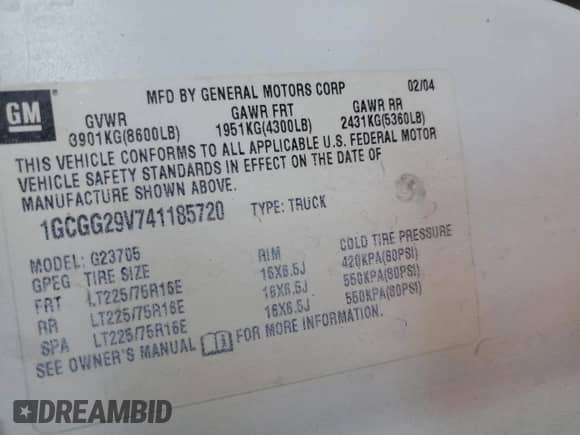 GM
MFD BY GENERAL MOTORS CORP 02/04
GVWR GAWR FRT GAWR RR
3901KG(8600LB) 1951KG(4300LB) 2431KG(5360LB)
THIS VEHICLE CONFORMS TO ALL APPLICABLE U.S. FEDERAL MOTOR
VEHICLE SAFETY STANDARDS IN EFFECT ON THE DATE OF
MANUFACTURE SHOWN ABOVE.
1GCGG29V741185720 TYPE: TRUCK
MODEL: G23705
GPEG TIRE SIZE RIM COLD TIRE PRESSURE
FRT LT225/75R16E 16X6.5J 420KPA(60PSI)
RR LT225/75R16E 16X6.5J 550KPA(80PSI)
SPA LT225/75R16E 16X6.5J 550KPA(80PSI)
SEE OWNER'S MANUAL FOR MORE INFORMATION.
DREAMBID